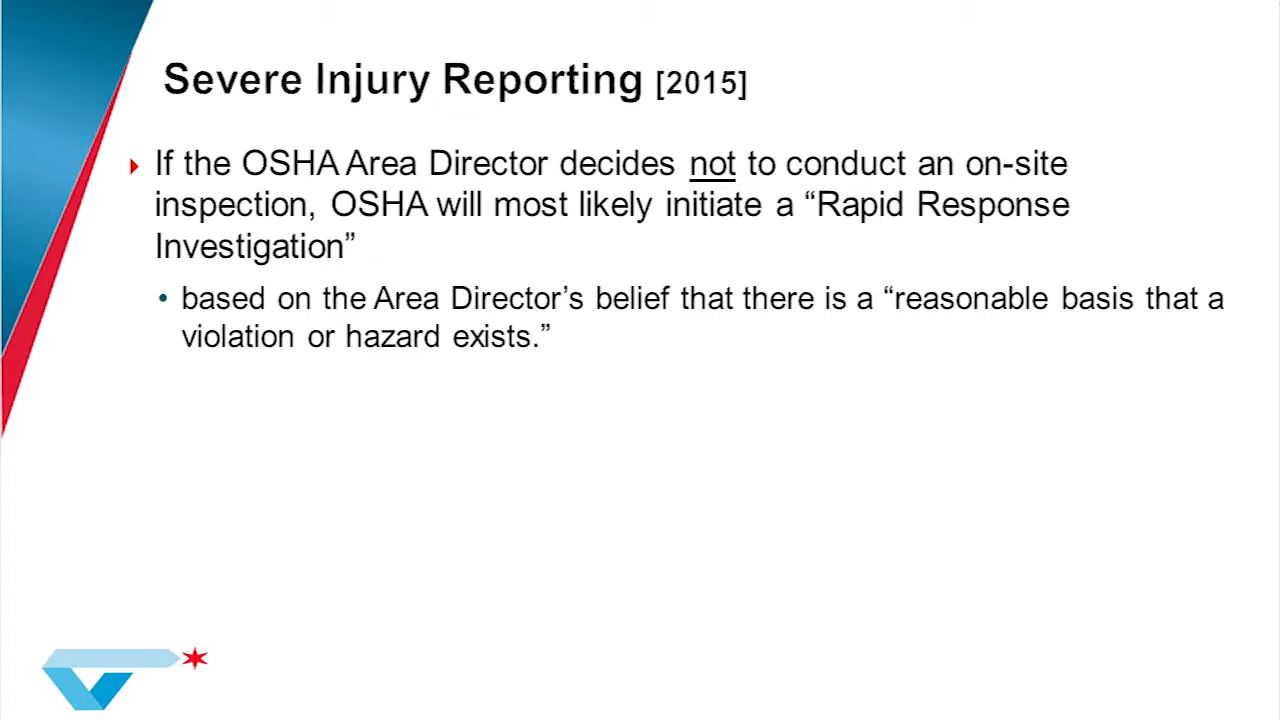 Severe Injury Reporting [2015]
If the OSHA Area Director decides not to conduct an on-site
inspection, OSHA will most likely initiate a “Rapid Response
Investigation”
• based on the Area Director’s belief that there is a “reasonable basis that a
violation or hazard exists.”